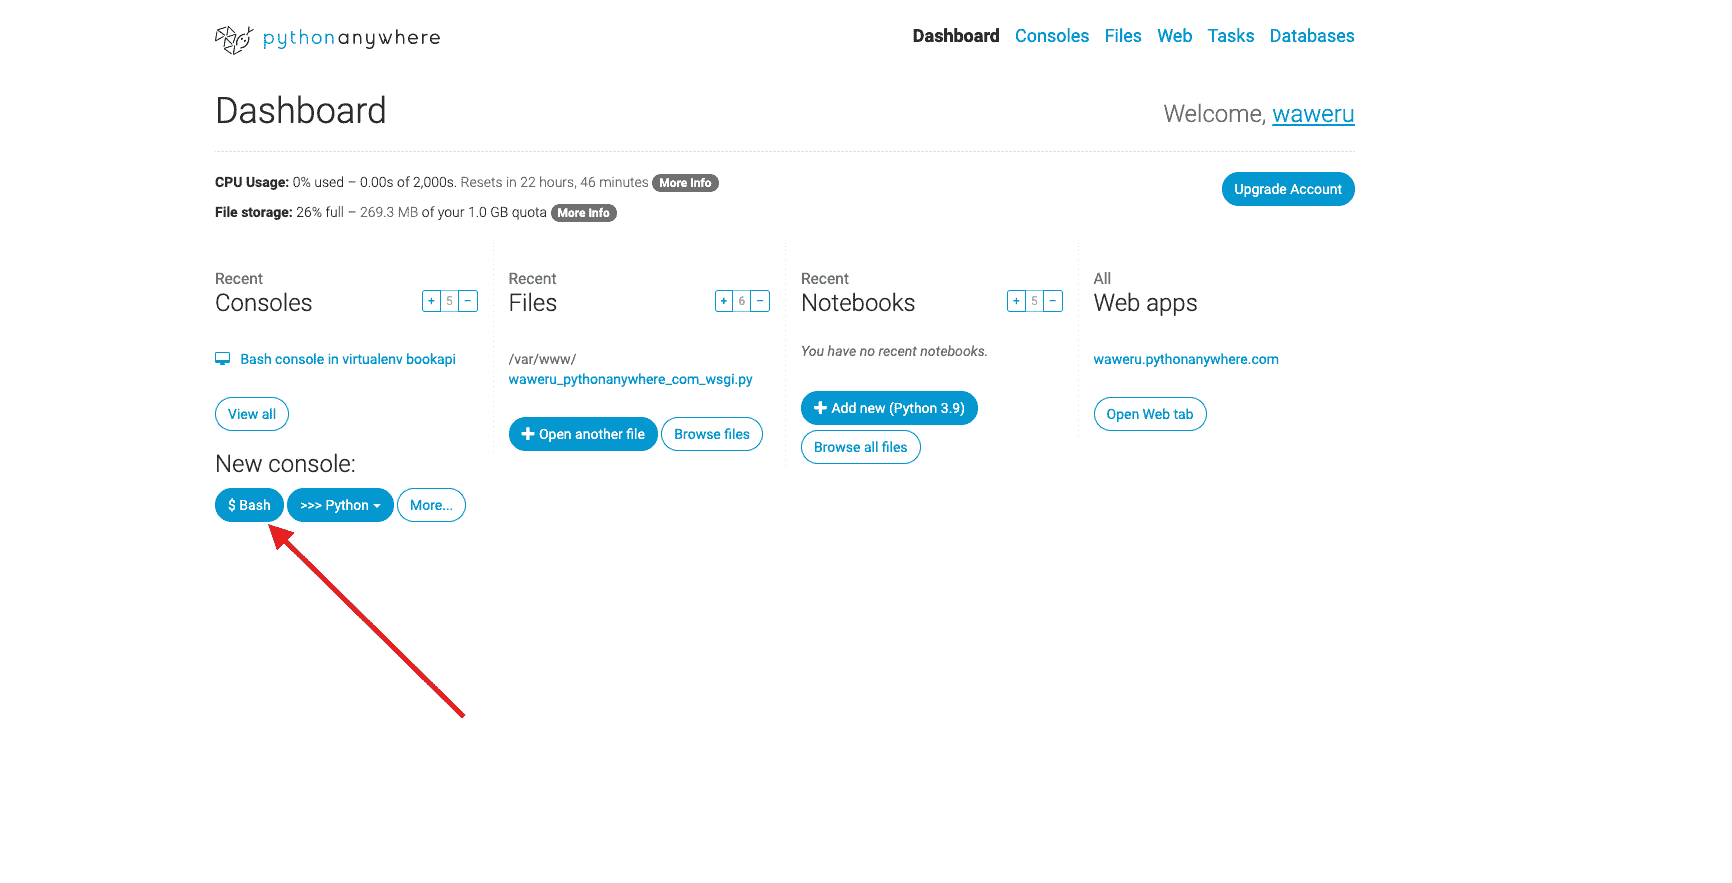 pythonanywhere
Dashboard Consoles Files Web Tasks Databases
Dashboard
Welcome, waweru
CPU Usage: 0% used – 0.00s of 2,000s. Resets in 22 hours, 46 minutes More Info
Upgrade Account
File storage: 26% full – 269.3 MB of your 1.0 GB quota More Info
Recent
Consoles
+ 5 −
Bash console in virtualenv bookapi
View all
New console:
$ Bash >>> Python More...
Recent
Files
+ 6 −
/var/www/
waweru_pythonanywhere_com_wsgi.py
+ Open another file Browse files
Recent
Notebooks
+ 5 −
You have no recent notebooks.
+ Add new (Python 3.9)
Browse all files
All
Web apps
waweru.pythonanywhere.com
Open Web tab